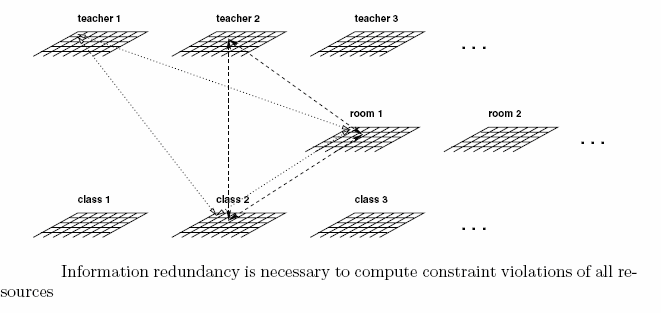 teacher 1 teacher 2 teacher 3
. . .
room 1 room 2
. . .
class 1 class 2 class 3
. . .
Information redundancy is necessary to compute constraint violations of all re-
sources